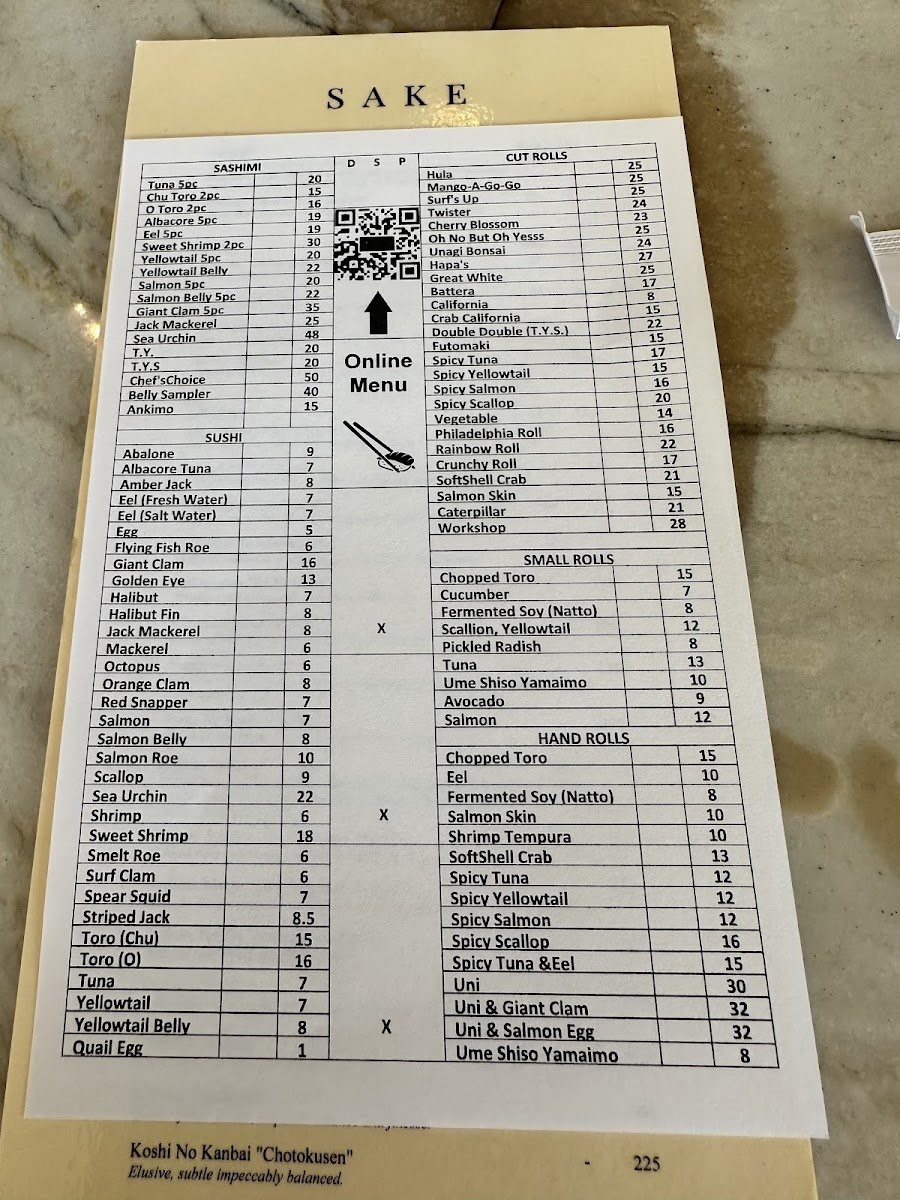 SAKE
SASHIMI
Tuna 5pc 20
Chu Toro 2pc 15
O Toro 2pc 16
Albacore 5pc 19
Eel 5pc 19
Sweet Shrimp 2pc 30
Yellowtail 5pc 20
Yellowtail Belly 22
Salmon 5pc 20
Salmon Belly 5pc 22
Giant Clam 5pc 35
Jack Mackerel 25
Sea Urchin 48
T.Y. 20
T.Y.S 20
Chef'sChoice 50
Belly Sampler 40
Ankimo 15
SUSHI
Abalone 9
Albacore Tuna 7
Amber Jack 8
Eel (Fresh Water) 7
Eel (Salt Water) 7
Egg 5
Flying Fish Roe 6
Giant Clam 16
Golden Eye 13
Halibut 7
Halibut Fin 8
Jack Mackerel 8
Mackerel 6
Octopus 6
Orange Clam 8
Red Snapper 7
Salmon 7
Salmon Belly 8
Salmon Roe 10
Scallop 9
Sea Urchin 22
Shrimp 6
Sweet Shrimp 18
Smelt Roe 6
Surf Clam 6
Spear Squid 7
Striped Jack 8.5
Toro (Chu) 15
Toro (O) 16
Tuna 7
Yellowtail 7
Yellowtail Belly 8
Quail Egg 1
D S P
Online
Menu
X
X
X
CUT ROLLS
Hula 25
Mango-A-Go-Go 25
Surf's Up 25
Twister 24
Cherry Blossom 23
Oh No But Oh Yesss 25
Unagi Bonsai 24
Hapa's 27
Great White 25
Battera 17
California 8
Crab California 15
Double Double (T.Y.S.) 22
Futomaki 15
Spicy Tuna 17
Spicy Yellowtail 15
Spicy Salmon 16
Spicy Scallop 20
Vegetable 14
Philadelphia Roll 16
Rainbow Roll 22
Crunchy Roll 17
SoftShell Crab 21
Salmon Skin 15
Caterpillar 21
Workshop 28
SMALL ROLLS
Chopped Toro 15
Cucumber 7
Fermented Soy (Natto) 8
Scallion, Yellowtail 12
Pickled Radish 8
Tuna 13
Ume Shiso Yamaimo 10
Avocado 9
Salmon 12
HAND ROLLS
Chopped Toro 15
Eel 10
Fermented Soy (Natto) 8
Salmon Skin 10
Shrimp Tempura 10
SoftShell Crab 13
Spicy Tuna 12
Spicy Yellowtail 12
Spicy Salmon 12
Spicy Scallop 16
Spicy Tuna &Eel 15
Uni 30
Uni & Giant Clam 32
Uni & Salmon Egg 32
Ume Shiso Yamaimo 8
Koshi No Kanbai "Chotokusen" - 225
Elusive, subtle impeccably balanced.